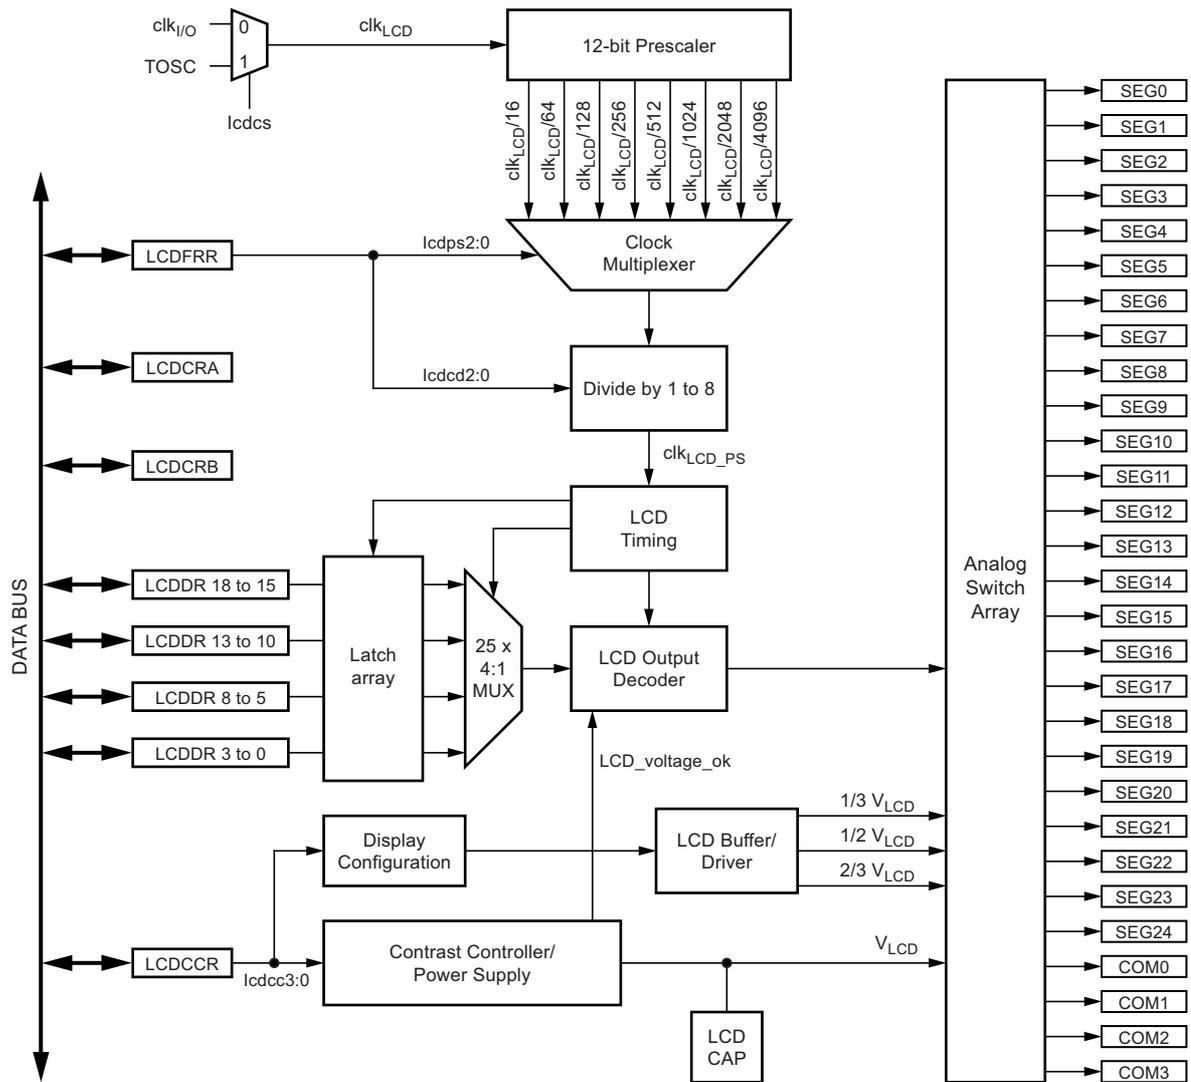 clkI/O
0
clkLCD
12-bit Prescaler
TOSC
1
Icdcs
clkLCD/16
clkLCD/64
clkLCD/128
clkLCD/256
clkLCD/512
clkLCD/1024
clkLCD/2048
clkLCD/4096
DATA BUS
LCDFRR
Icdps2:0
Clock
Multiplexer
LCDCRA
Icdcd2:0
Divide by 1 to 8
LCDCRB
clkLCD_PS
LCD
Timing
LCDDR 18 to 15
LCDDR 13 to 10
LCDDR 8 to 5
LCDDR 3 to 0
Latch
array
25 x
4:1
MUX
LCD Output
Decoder
LCD_voltage_ok
Display
Configuration
LCD Buffer/
Driver
1/3 VLCD
1/2 VLCD
2/3 VLCD
LCDCCR
Icdcc3:0
Contrast Controller/
Power Supply
VLCD
LCD
CAP
Analog
Switch
Array
SEG0
SEG1
SEG2
SEG3
SEG4
SEG5
SEG6
SEG7
SEG8
SEG9
SEG10
SEG11
SEG12
SEG13
SEG14
SEG15
SEG16
SEG17
SEG18
SEG19
SEG20
SEG21
SEG22
SEG23
SEG24
COM0
COM1
COM2
COM3